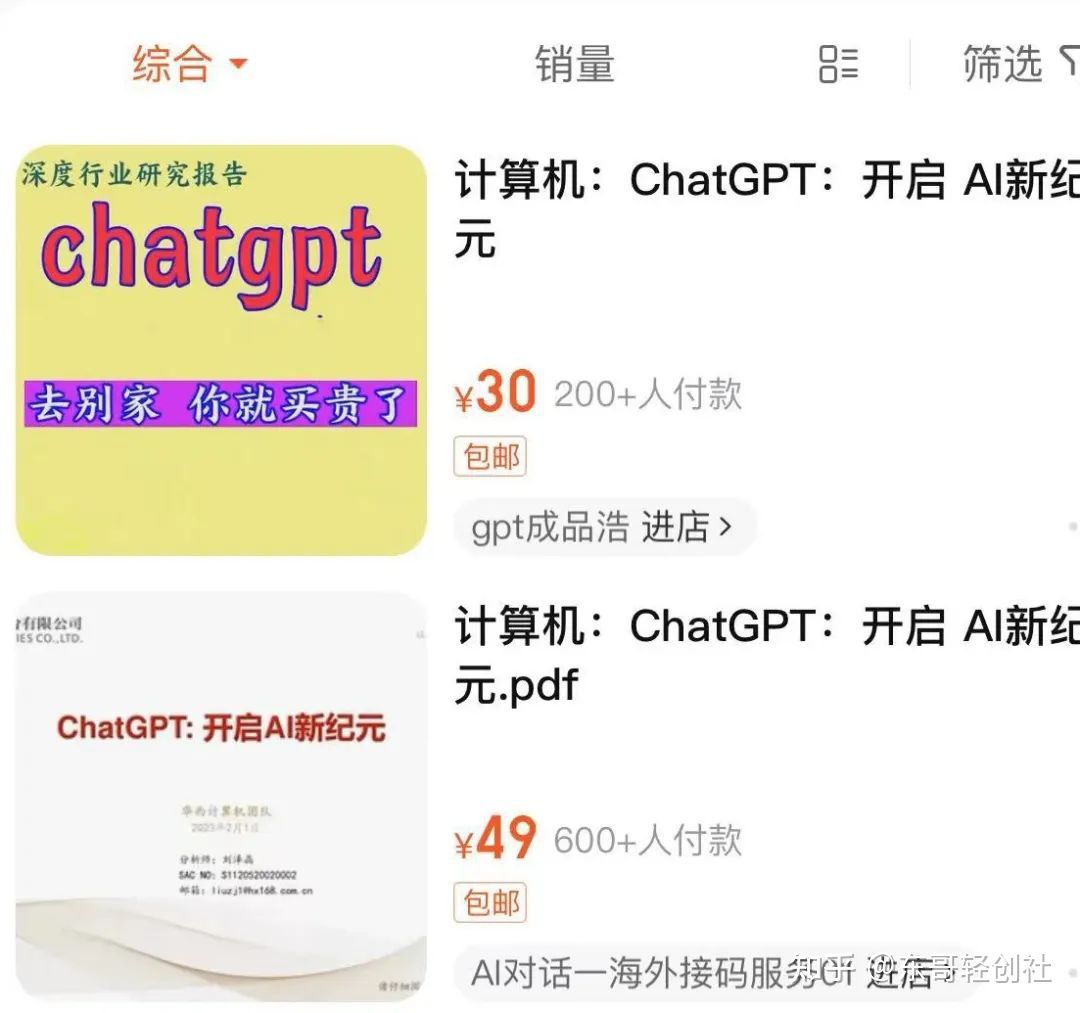 综合
销量
筛选
深度行业研究报告
chatgpt
去别家 你就买贵了
计算机：ChatGPT：开启 AI新纪
元
¥30 200+人付款
包邮
gpt成品浩 进店>
有限公司
IES CO.,LTD.
ChatGPT: 开启AI新纪元
华西计算机团队
2023年2月1日
分析师：刘泽晶
SAC NO：S1120520020002
邮箱：liuzj1@hx168.com.cn
请仔细阅
计算机：ChatGPT：开启 AI新纪
元.pdf
¥49 600+人付款
包邮
AI对话一海外接码服务 进店
知乎 @东哥轻创社